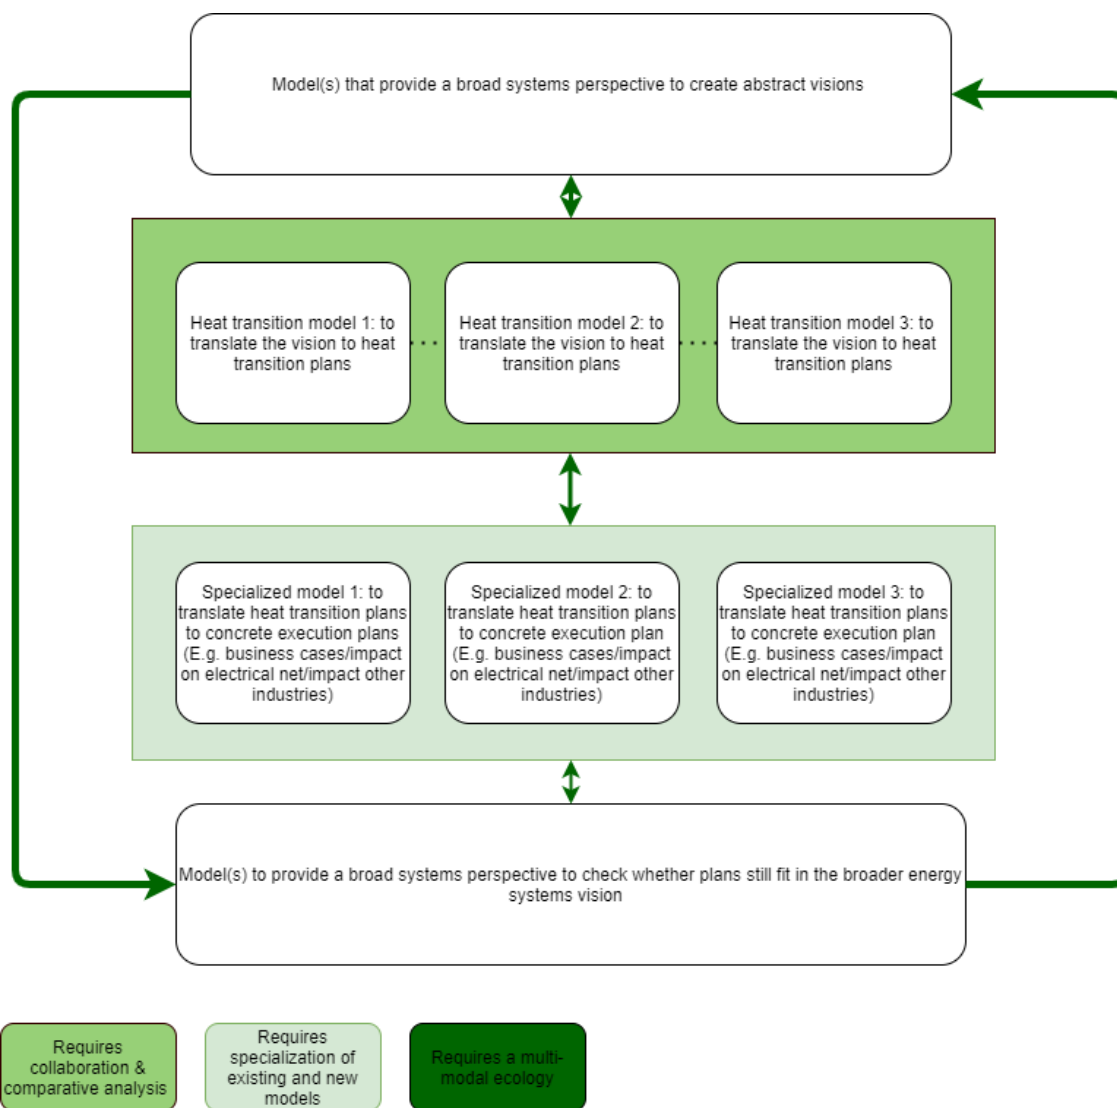 Model(s) that provide a broad systems perspective to create abstract visions
Heat transition model 1: to
translate the vision to heat
transition plans
Heat transition model 2: to
translate the vision to heat
transition plans
Heat transition model 3: to
translate the vision to heat
transition plans
Specialized model 1: to
translate heat transition plans
to concrete execution plans
(E.g. business cases/impact
on electrical net/impact other
industries)
Specialized model 2: to
translate heat transition plans
to concrete execution plan
(E.g. business cases/impact
on electrical net/impact other
industries)
Specialized model 3: to
translate heat transition plans
to concrete execution plan
(E.g. business cases/impact
on electrical net/impact other
industries)
Model(s) to provide a broad systems perspective to check whether plans still fit in the broader energy
systems vision
Requires
collaboration &
comparative analysis
Requires
specialization of
existing and new
models
Requires a multi-
modal ecology